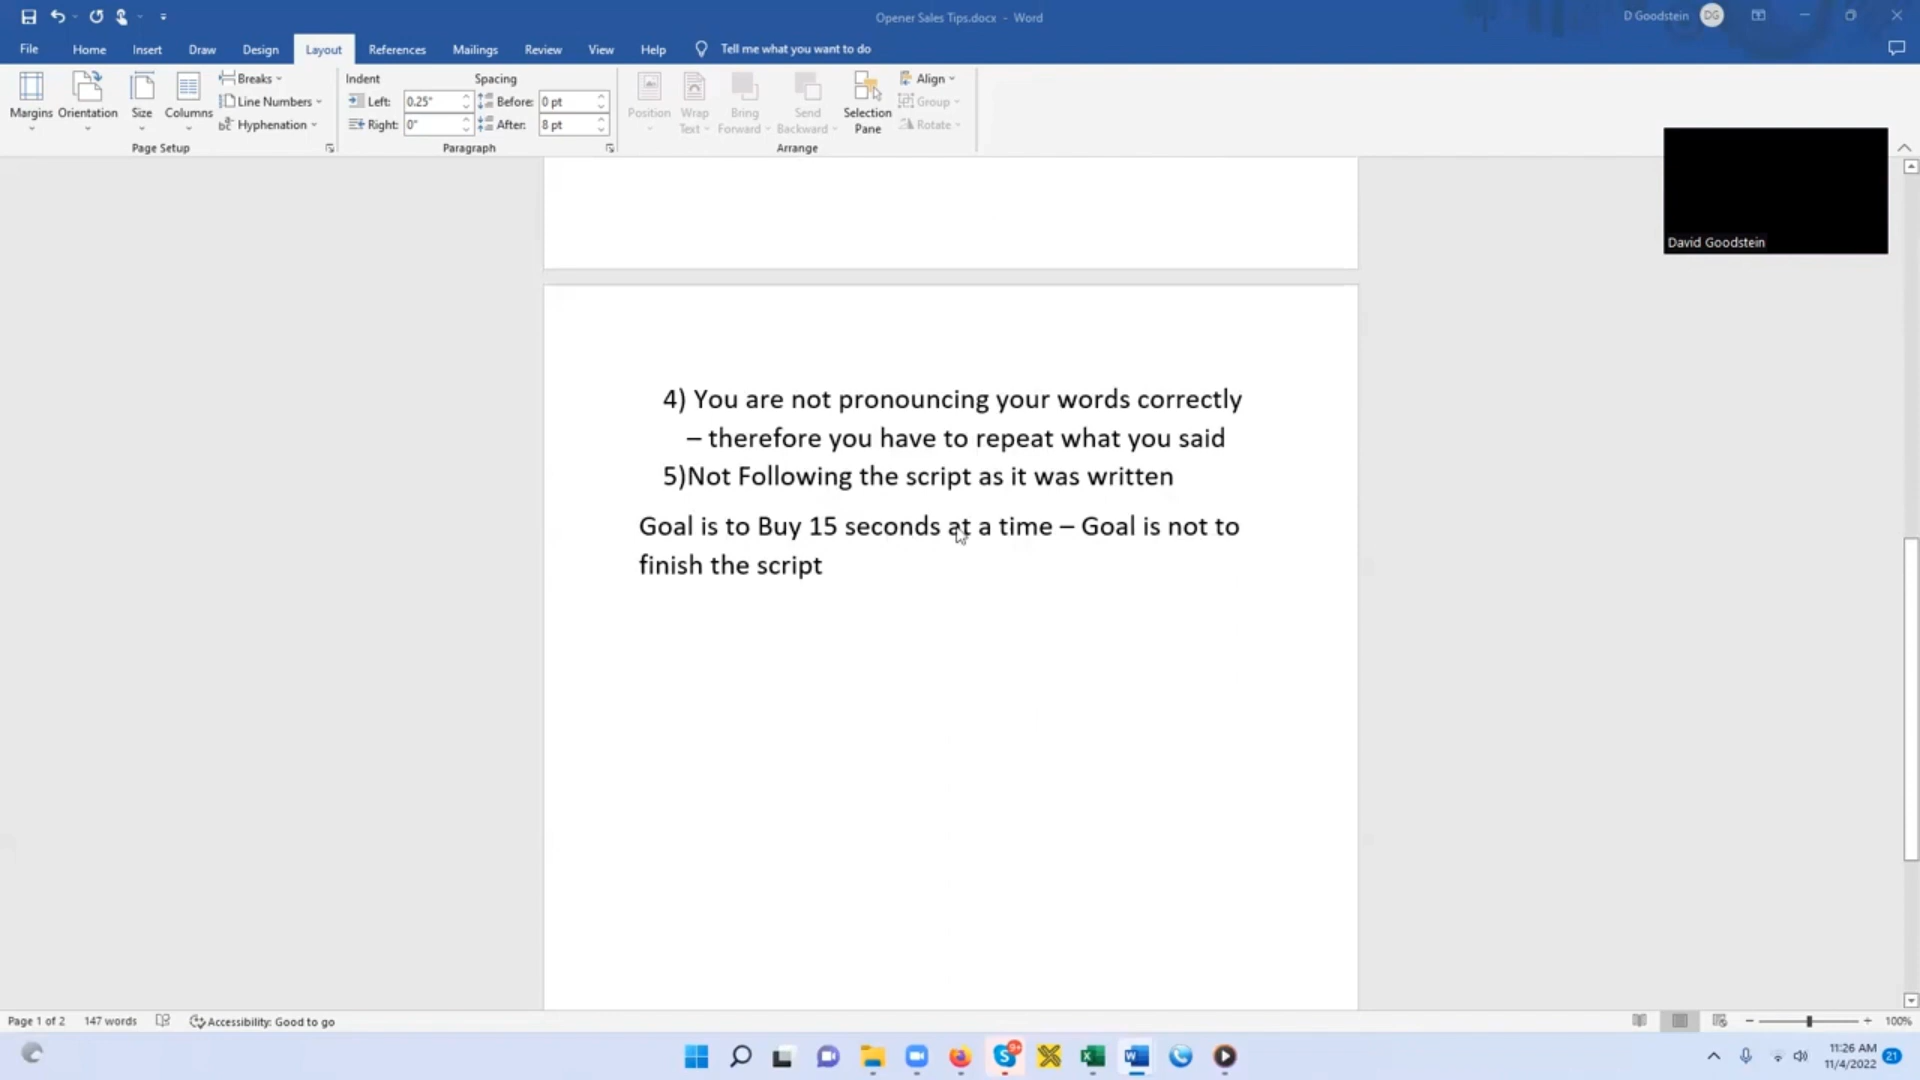 Opener Sales Tips.docx - Word
D Goodstein DG
File Home Insert Draw Design Layout References Mailings Review View Help Tell me what you want to do
Margins Orientation Size Columns
Breaks
Line Numbers
Hyphenation
Page Setup
Indent Spacing
Left: 0.25" Before: 0 pt
Right: 0" After: 8 pt
Paragraph
Position Wrap Text Bring Forward Send Backward Selection Pane
Align
Group
Rotate
Arrange
David Goodstein
4) You are not pronouncing your words correctly
– therefore you have to repeat what you said
5)Not Following the script as it was written
Goal is to Buy 15 seconds at a time – Goal is not to
finish the script
Page 1 of 2 147 words Accessibility: Good to go 100%
9+
11:26 AM
11/4/2022 21